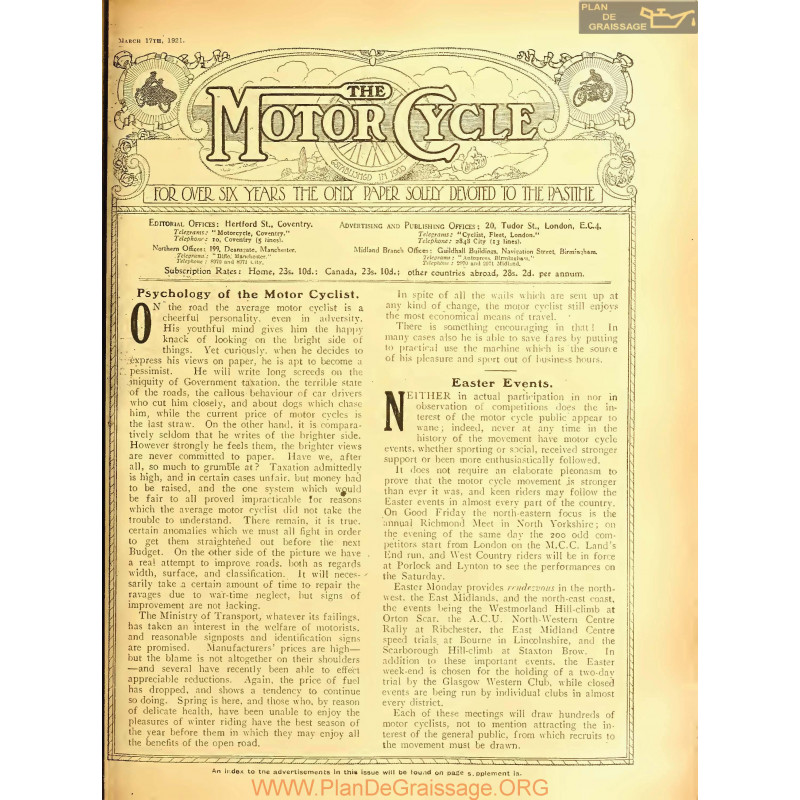 PLAN DE GRAISSAGE
MARCH 17TH, 1921.
THE
MOTOR CYCLE
ESTABLISHED IN 1903
FOR OVER SIX YEARS THE ONLY PAPER SOLELY DEVOTED TO THE PASTIME
EDITORIAL OFFICES: Hertford St., Coventry.
Telegrams: "Motorcycle, Coventry."
Telephone: 10, Coventry (5 lines).
ADVERTISING AND PUBLISHING OFFICES: 20, Tudor St., London, E.C.4.
Telegrams: "Cyclist, Fleet, London."
Telephone: 2848 City (13 lines).
Northern Offices: 199, Deansgate, Manchester.
Telegrams: "Iliffe, Manchester."
Telephone: 8970 and 8971 City.
Midland Branch Offices: Guildhall Buildings, Navigation Street, Birmingham.
Telegrams: "Autopress, Birmingham."
Telephone: 2970 and 2971 Midland.
Subscription Rates: Home, 23s. 10d.; Canada, 23s. 10d.; other countries abroad, 28s. 2d. per annum.
Psychology of the Motor Cyclist.
ON the road the average motor cyclist is a
cheerful personality, even in adversity.
His youthful mind gives him the happy
knack of looking on the bright side of
things. Yet curiously, when he decides to
express his views on paper, he is apt to become a
pessimist. He will write long screeds on the
iniquity of Government taxation, the terrible state
of the roads, the callous behaviour of car drivers
who cut him closely, and about dogs which chase
him, while the current price of motor cycles is
the last straw. On the other hand, it is compara-
tively seldom that he writes of the brighter side.
However strongly he feels them, the brighter views
are never committed to paper. Have we, after
all, so much to grumble at? Taxation admittedly
is high, and in certain cases unfair, but money had
to be raised, and the one system which would
be fair to all proved impracticable for reasons
which the average motor cyclist did not take the
trouble to understand. There remain, it is true,
certain anomalies which we must all fight in order
to get them straightened out before the next
Budget. On the other side of the picture we have
a real attempt to improve roads, both as regards
width, surface, and classification. It will neces-
sarily take a certain amount of time to repair the
ravages due to war-time neglect, but signs of
improvement are not lacking.
The Ministry of Transport, whatever its failings,
has taken an interest in the welfare of motorists,
and reasonable signposts and identification signs
are promised. Manufacturers' prices are high—
but the blame is not altogether on their shoulders
—and several have recently been able to effect
appreciable reductions. Again, the price of fuel
has dropped, and shows a tendency to continue
so doing. Spring is here, and those who, by reason
of delicate health, have been unable to enjoy the
pleasures of winter riding have the best season of
the year before them in which they may enjoy all
the benefits of the open road.
In spite of all the wails which are sent up at
any kind of change, the motor cyclist still enjoys
the most economical means of travel.
There is something encouraging in that! In
many cases also he is able to save fares by putting
to practical use the machine which is the source
of his pleasure and sport out of business hours.
Easter Events.
NEITHER in actual participation in nor in
observation of competitions does the in-
terest of the motor cycle public appear to
wane; indeed, never at any time in the
history of the movement have motor cycle
events, whether sporting or social, received stronger
support or been more enthusiastically followed.
It does not require an elaborate pleonasm to
prove that the motor cycle movement is stronger
than ever it was, and keen riders may follow the
Easter events in almost every part of the country.
On Good Friday the north-eastern focus is the
annual Richmond Meet in North Yorkshire; on
the evening of the same day the 200 odd com-
petitors start from London on the M.C.C. Land's
End run, and West Country riders will be in force
at Porlock and Lynton to see the performances on
the Saturday.
Easter Monday provides rendezvous in the north-
west, the East Midlands, and the north-east coast,
the events being the Westmorland Hill-climb at
Orton Scar, the A.C.U. North-Western Centre
Rally at Ribchester, the East Midland Centre
speed trials at Bourne in Lincolnshire, and the
Scarborough Hill-climb at Staxton Brow. In
addition to these important events, the Easter
week-end is chosen for the holding of a two-day
trial by the Glasgow Western Club, while closed
events are being run by individual clubs in almost
every district.
Each of these meetings will draw hundreds of
motor cyclists, not to mention attracting the in-
terest of the general public, from which recruits to
the movement must be drawn.
An index to the advertisements in this issue will be found on page supplement ia.
www.PlanDeGraissage.ORG